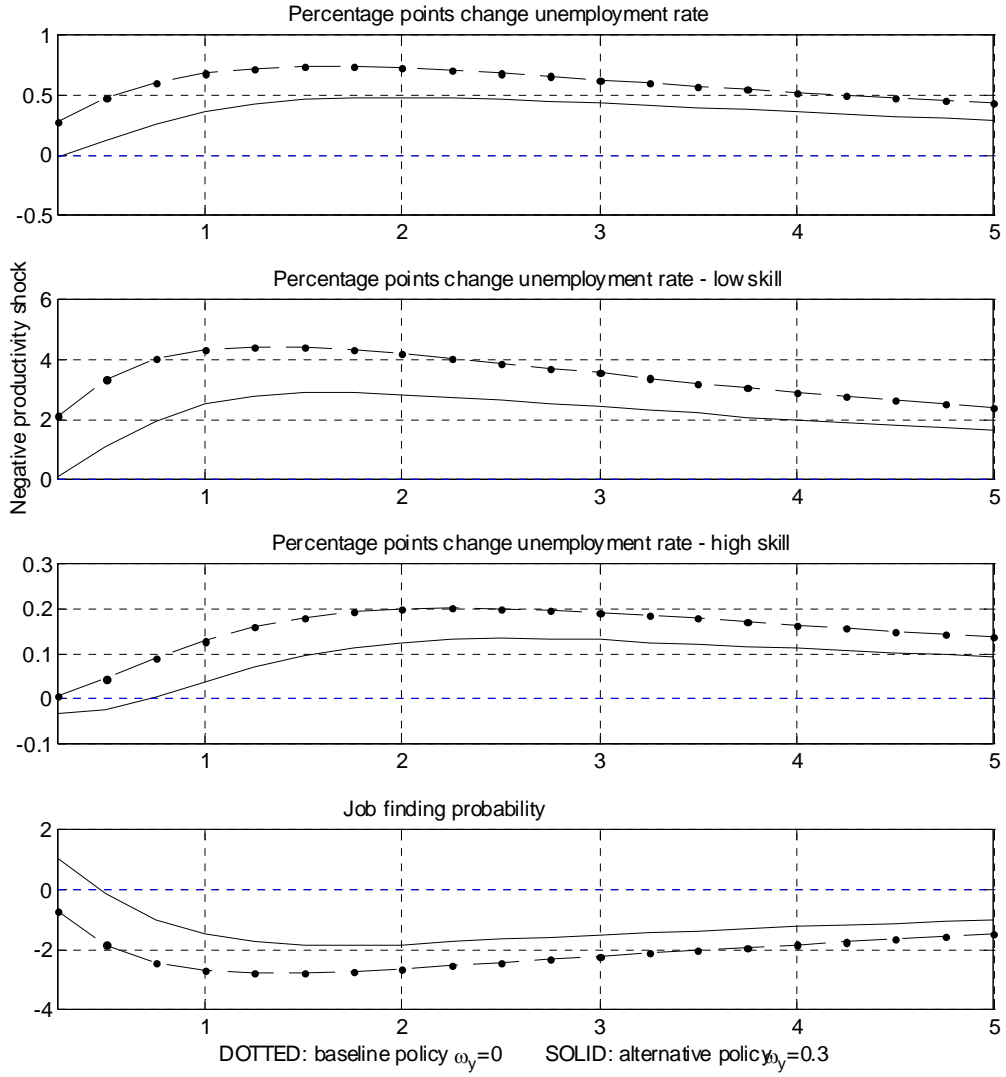 Percentage points change unemployment rate
1
0.5
0
-0.5
1 2 3 4 5
Percentage points change unemployment rate - low skill
6
4
2
0
1 2 3 4 5
Negative productivity shock
Percentage points change unemployment rate - high skill
0.3
0.2
0.1
0
-0.1
1 2 3 4 5
Job finding probability
2
0
-2
-4
1 2 3 4 5
DOTTED: baseline policy ω_y=0 SOLID: alternative policy ω_y=0.3